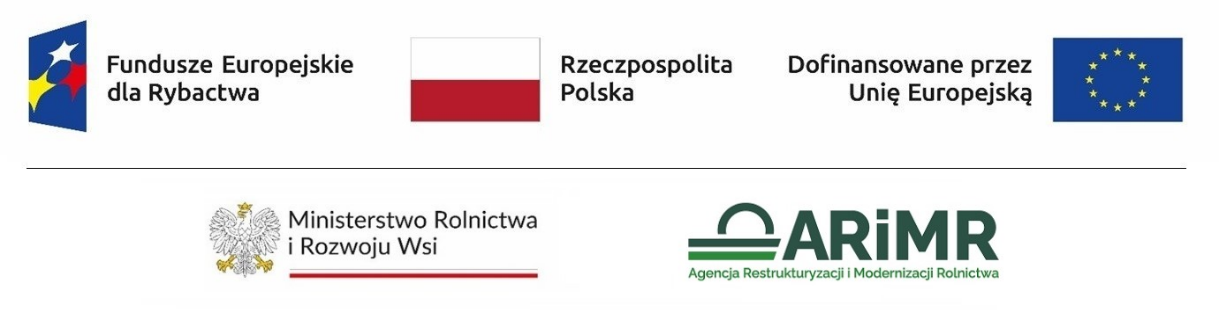 Fundusze Europejskie
dla Rybactwa
Rzeczpospolita
Polska
Dofinansowane przez
Unię Europejską
Ministerstwo Rolnictwa
i Rozwoju Wsi
ARiMR
Agencja Restrukturyzacji i Modernizacji Rolnictwa